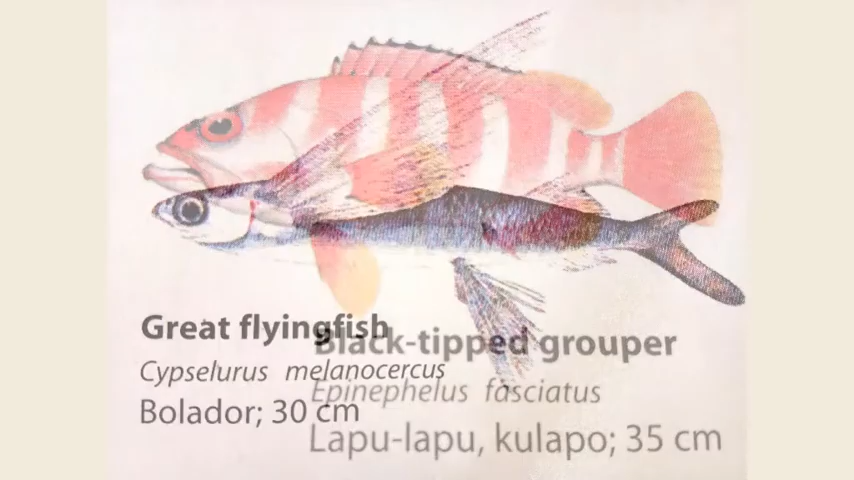 Great flyingfish
Cypselurus melanocercus
Bolador; 30 cm
Black-tipped grouper
Epinephelus fasciatus
Lapu-lapu, kulapo; 35 cm